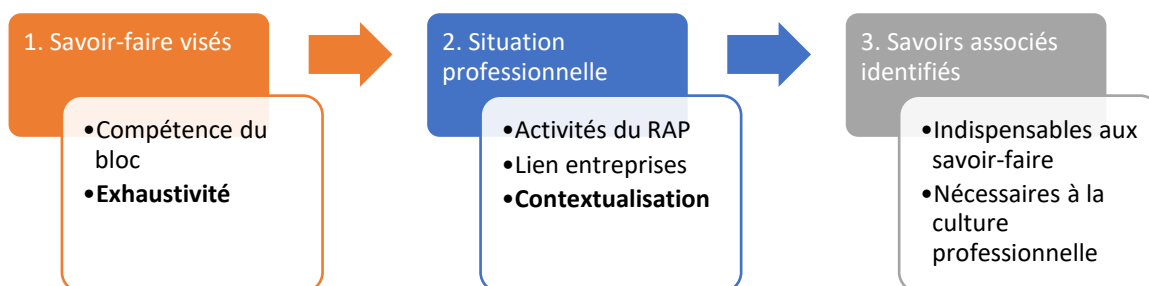 1. Savoir-faire visés
•Compétence du
bloc
•Exhaustivité
2. Situation
professionnelle
•Activités du RAP
•Lien entreprises
•Contextualisation
3. Savoirs associés
identifiés
•Indispensables aux
savoir-faire
•Nécessaires à la
culture
professionnelle